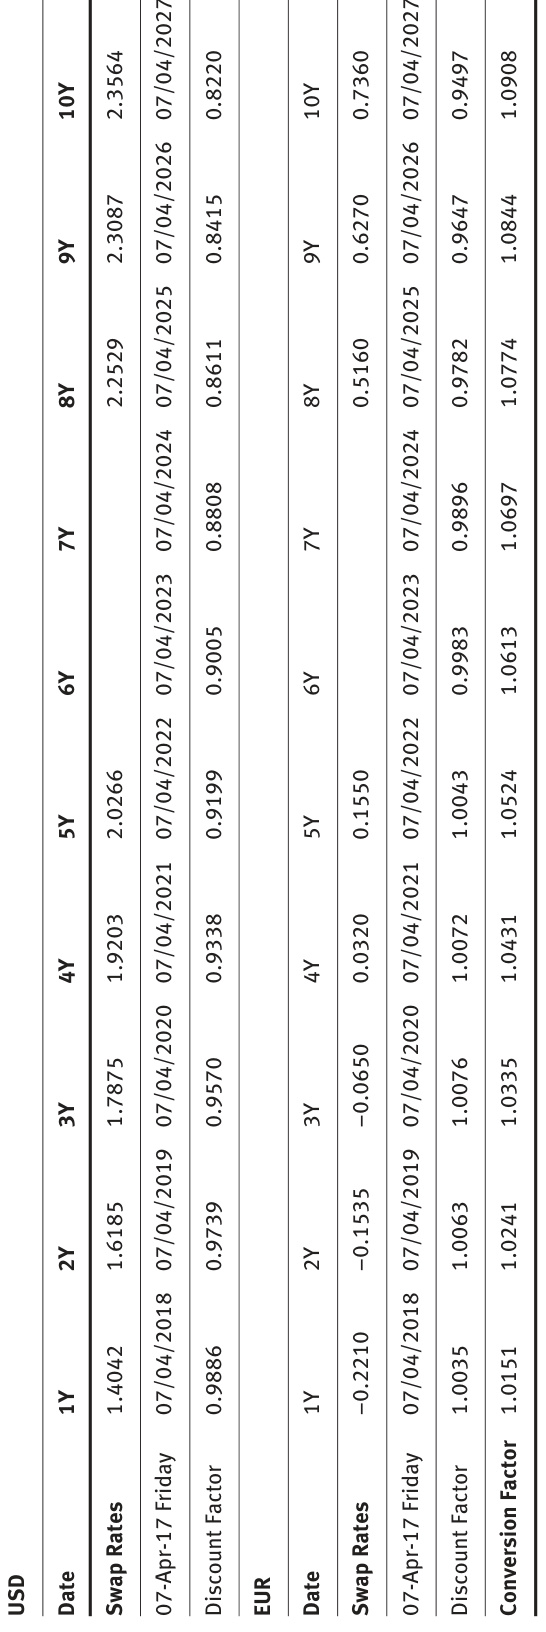 USD
Date 1Y 2Y 3Y 4Y 5Y 6Y 7Y 8Y 9Y 10Y
Swap Rates 1.4042 1.6185 1.7875 1.9203 2.0266 2.2529 2.3087 2.3564
07-Apr-17 Friday 07/04/2018 07/04/2019 07/04/2020 07/04/2021 07/04/2022 07/04/2023 07/04/2024 07/04/2025 07/04/2026 07/04/2027
Discount Factor 0.9886 0.9739 0.9570 0.9338 0.9199 0.9005 0.8808 0.8611 0.8415 0.8220
EUR
Date 1Y 2Y 3Y 4Y 5Y 6Y 7Y 8Y 9Y 10Y
Swap Rates −0.2210 −0.1535 −0.0650 0.0320 0.1550 0.5160 0.6270 0.7360
07-Apr-17 Friday 07/04/2018 07/04/2019 07/04/2020 07/04/2021 07/04/2022 07/04/2023 07/04/2024 07/04/2025 07/04/2026 07/04/2027
Discount Factor 1.0035 1.0063 1.0076 1.0072 1.0043 0.9983 0.9896 0.9782 0.9647 0.9497
Conversion Factor 1.0151 1.0241 1.0335 1.0431 1.0524 1.0613 1.0697 1.0774 1.0844 1.0908